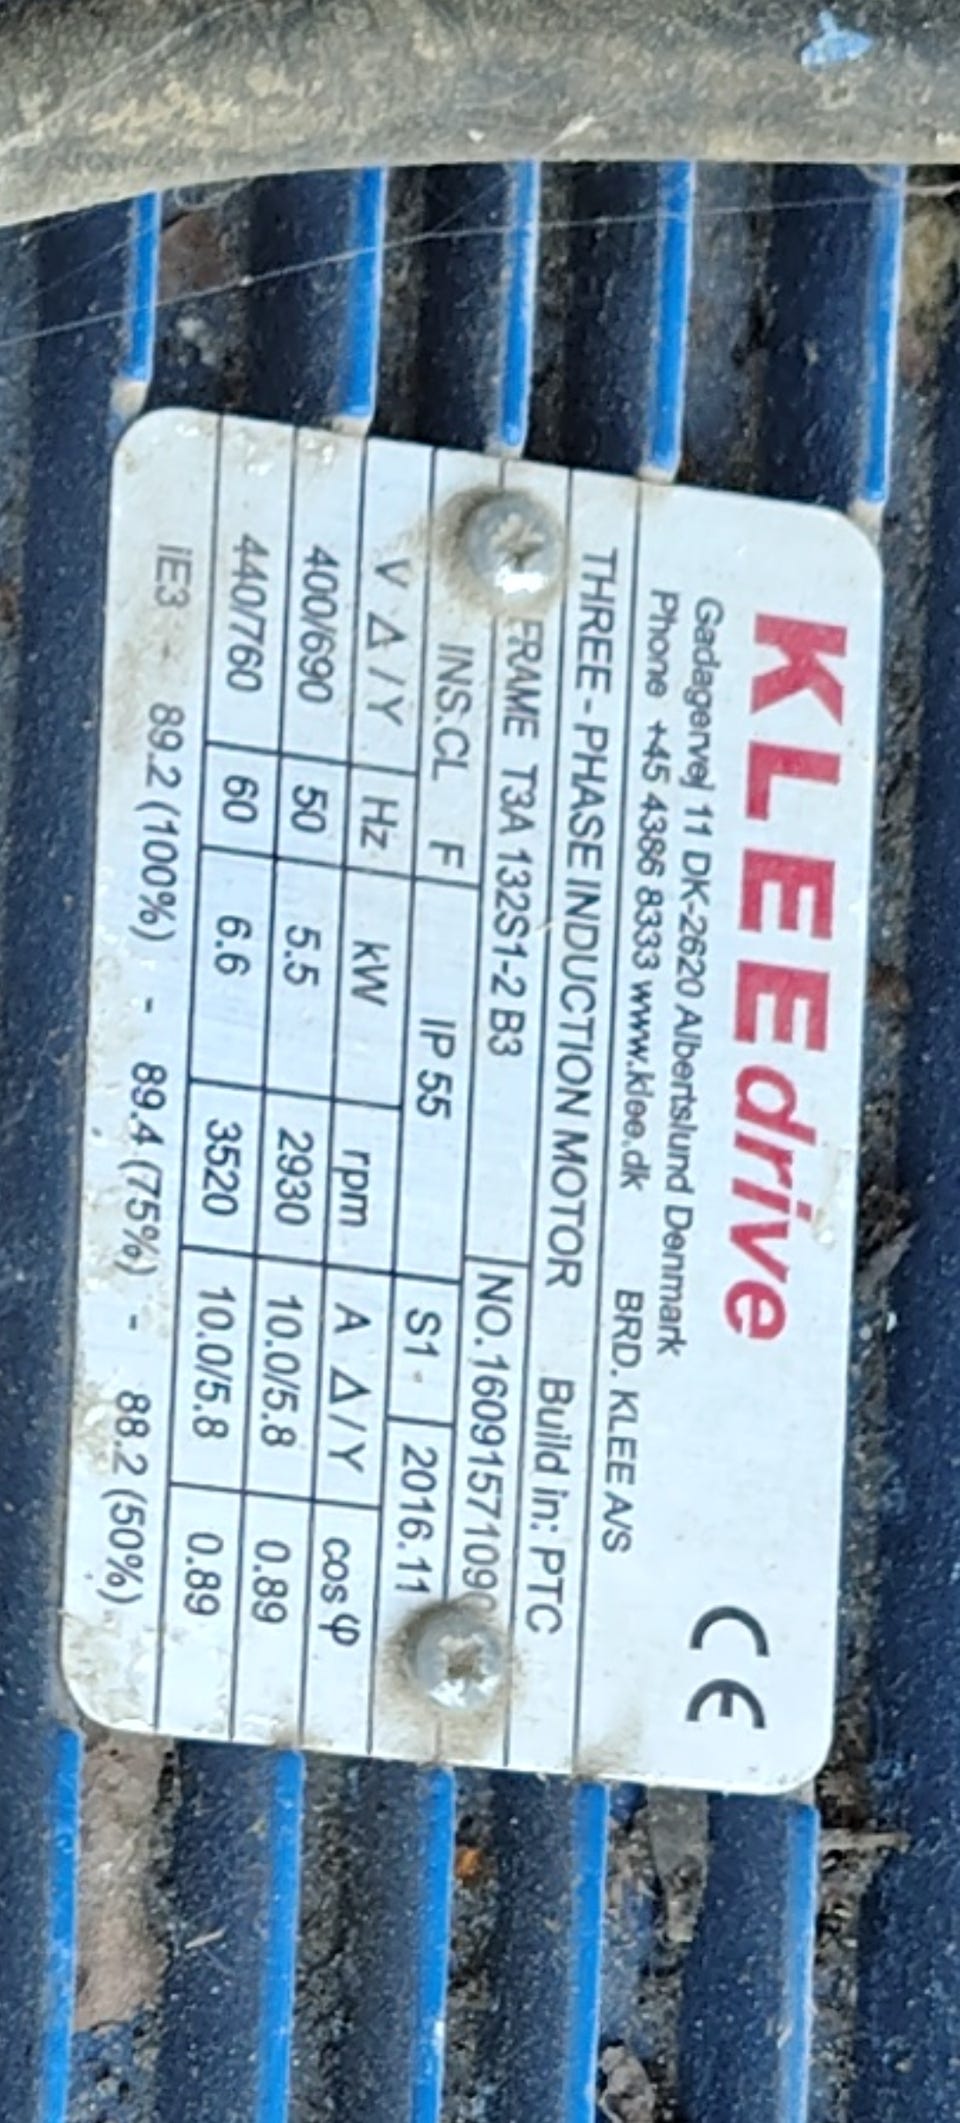 KLEEdrive
CE
Gadagervej 11 DK-2620 Albertslund Denmark
Phone +45 4386 8333 www.klee.dk BRD. KLEE A/S
THREE - PHASE INDUCTION MOTOR Build in: PTC
FRAME T3A 132S1-2 B3 NO.
INS.CL F IP 55 S1 2016.11
V Δ / Y Hz kW rpm A Δ / Y cos φ
400/690 50 5.5 2930 10.0/5.8 0.89
440/760 60 6.6 3520 10.0/5.8 0.89
IE3 - 89.2 (100%) - 89.4 (75%) - 88.2 (50%)